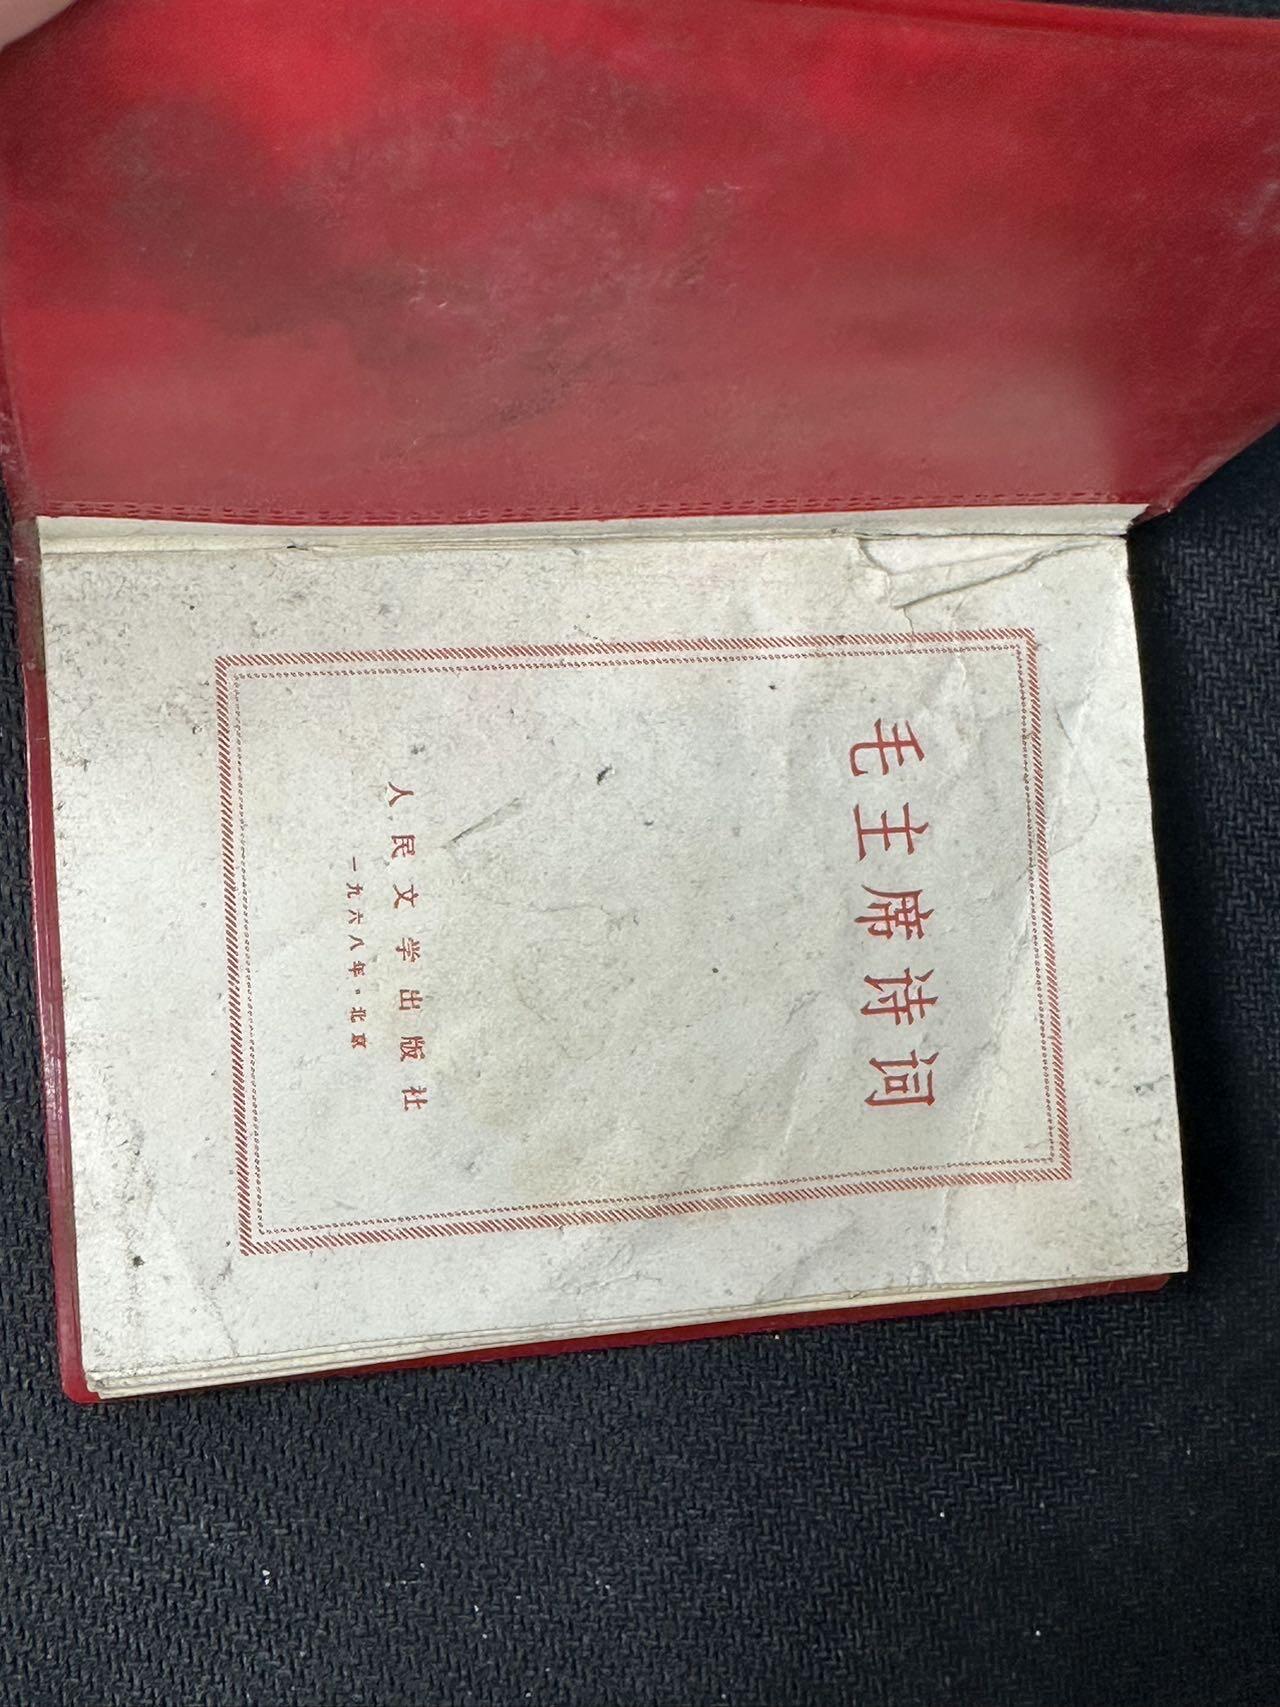 毛主席诗词
人民文学出版社
一九六八年·北京